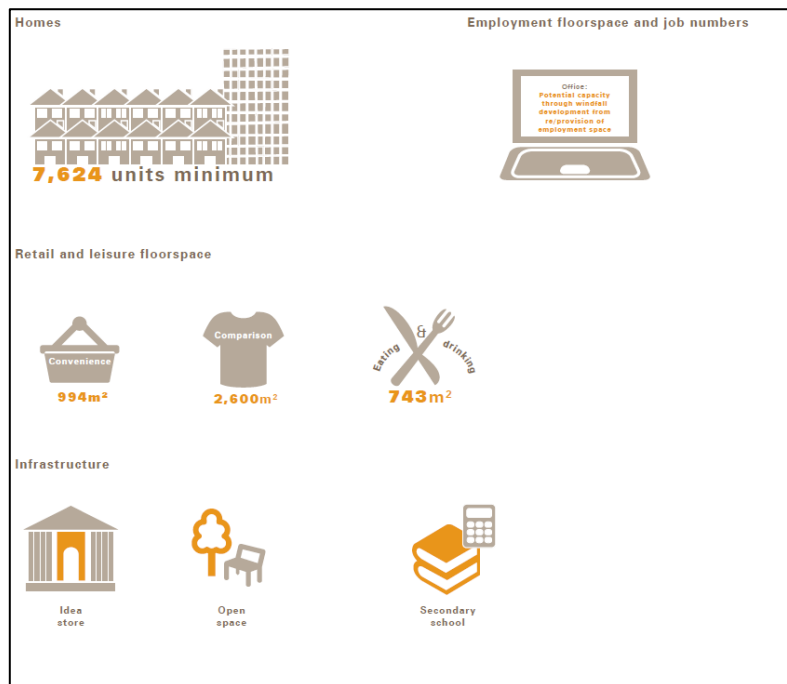 Homes
Employment floorspace and job numbers
Office:
Potential capacity
through windfall
development from
re/provision of
employment space
7,624 units minimum
Retail and leisure floorspace
Convenience
994m²
Comparison
2,600m²
Eating & drinking
743m²
Infrastructure
Idea
store
Open
space
Secondary
school